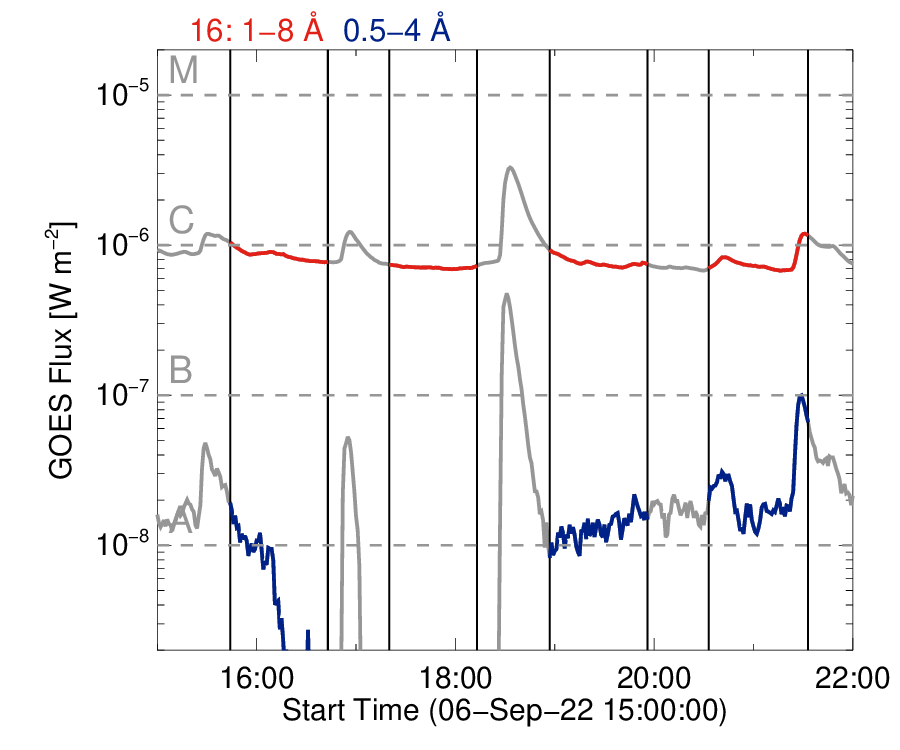 16: 1−8 Å 0.5−4 Å
M
10⁻⁵
C
10⁻⁶
B
10⁻⁷
A
10⁻⁸
GOES Flux [W m⁻²]
16:00 18:00 20:00 22:00
Start Time (06−Sep−22 15:00:00)